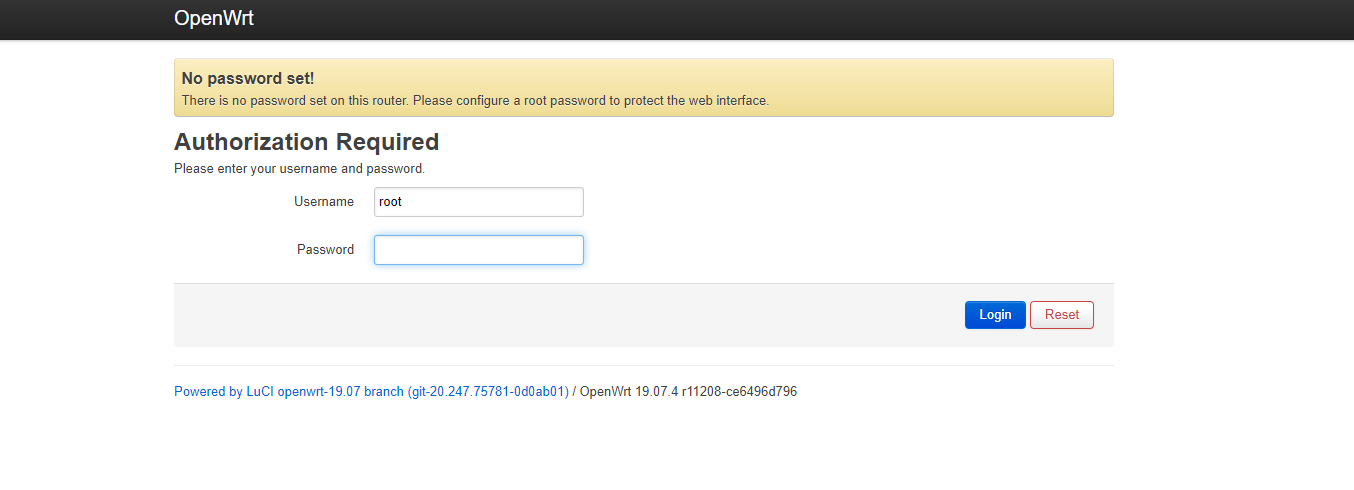 OpenWrt
No password set!
There is no password set on this router. Please configure a root password to protect the web interface.
Authorization Required
Please enter your username and password.
Username root
Password
Login Reset
Powered by LuCI openwrt-19.07 branch (git-20.247.75781-0d0ab01) / OpenWrt 19.07.4 r11208-ce6496d796